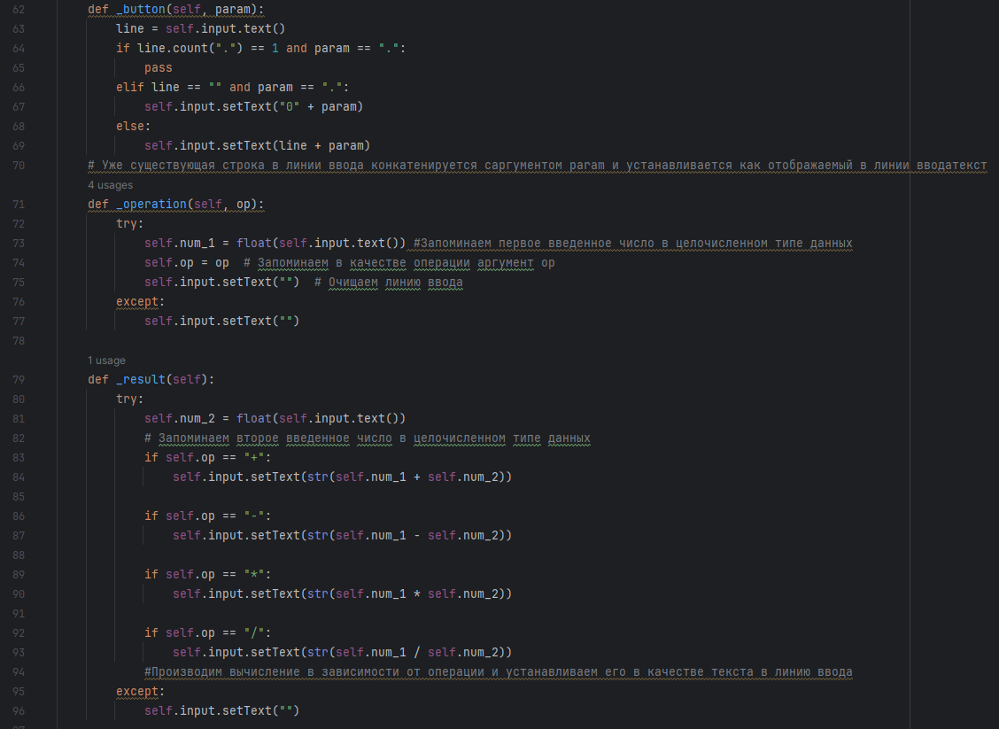 62 def _button(self, param):
63 line = self.input.text()
64 if line.count(".") == 1 and param == ".":
65 pass
66 elif line == "" and param == ".":
67 self.input.setText("0" + param)
68 else:
69 self.input.setText(line + param)
70 # Уже существующая строка в линии ввода конкатенируется саргументом param и устанавливается как отображаемый в линии вводатекст
4 usages
71 def _operation(self, op):
72 try:
73 self.num_1 = float(self.input.text()) #Запоминаем первое введенное число в целочисленном типе данных
74 self.op = op # Запоминаем в качестве операции аргумент op
75 self.input.setText("") # Очищаем линию ввода
76 except:
77 self.input.setText("")
78
1 usage
79 def _result(self):
80 try:
81 self.num_2 = float(self.input.text())
82 # Запоминаем второе введенное число в целочисленном типе данных
83 if self.op == "+":
84 self.input.setText(str(self.num_1 + self.num_2))
85
86 if self.op == "-":
87 self.input.setText(str(self.num_1 - self.num_2))
88
89 if self.op == "*":
90 self.input.setText(str(self.num_1 * self.num_2))
91
92 if self.op == "/":
93 self.input.setText(str(self.num_1 / self.num_2))
94 #Производим вычисление в зависимости от операции и устанавливаем его в качестве текста в линию ввода
95 except:
96 self.input.setText("")